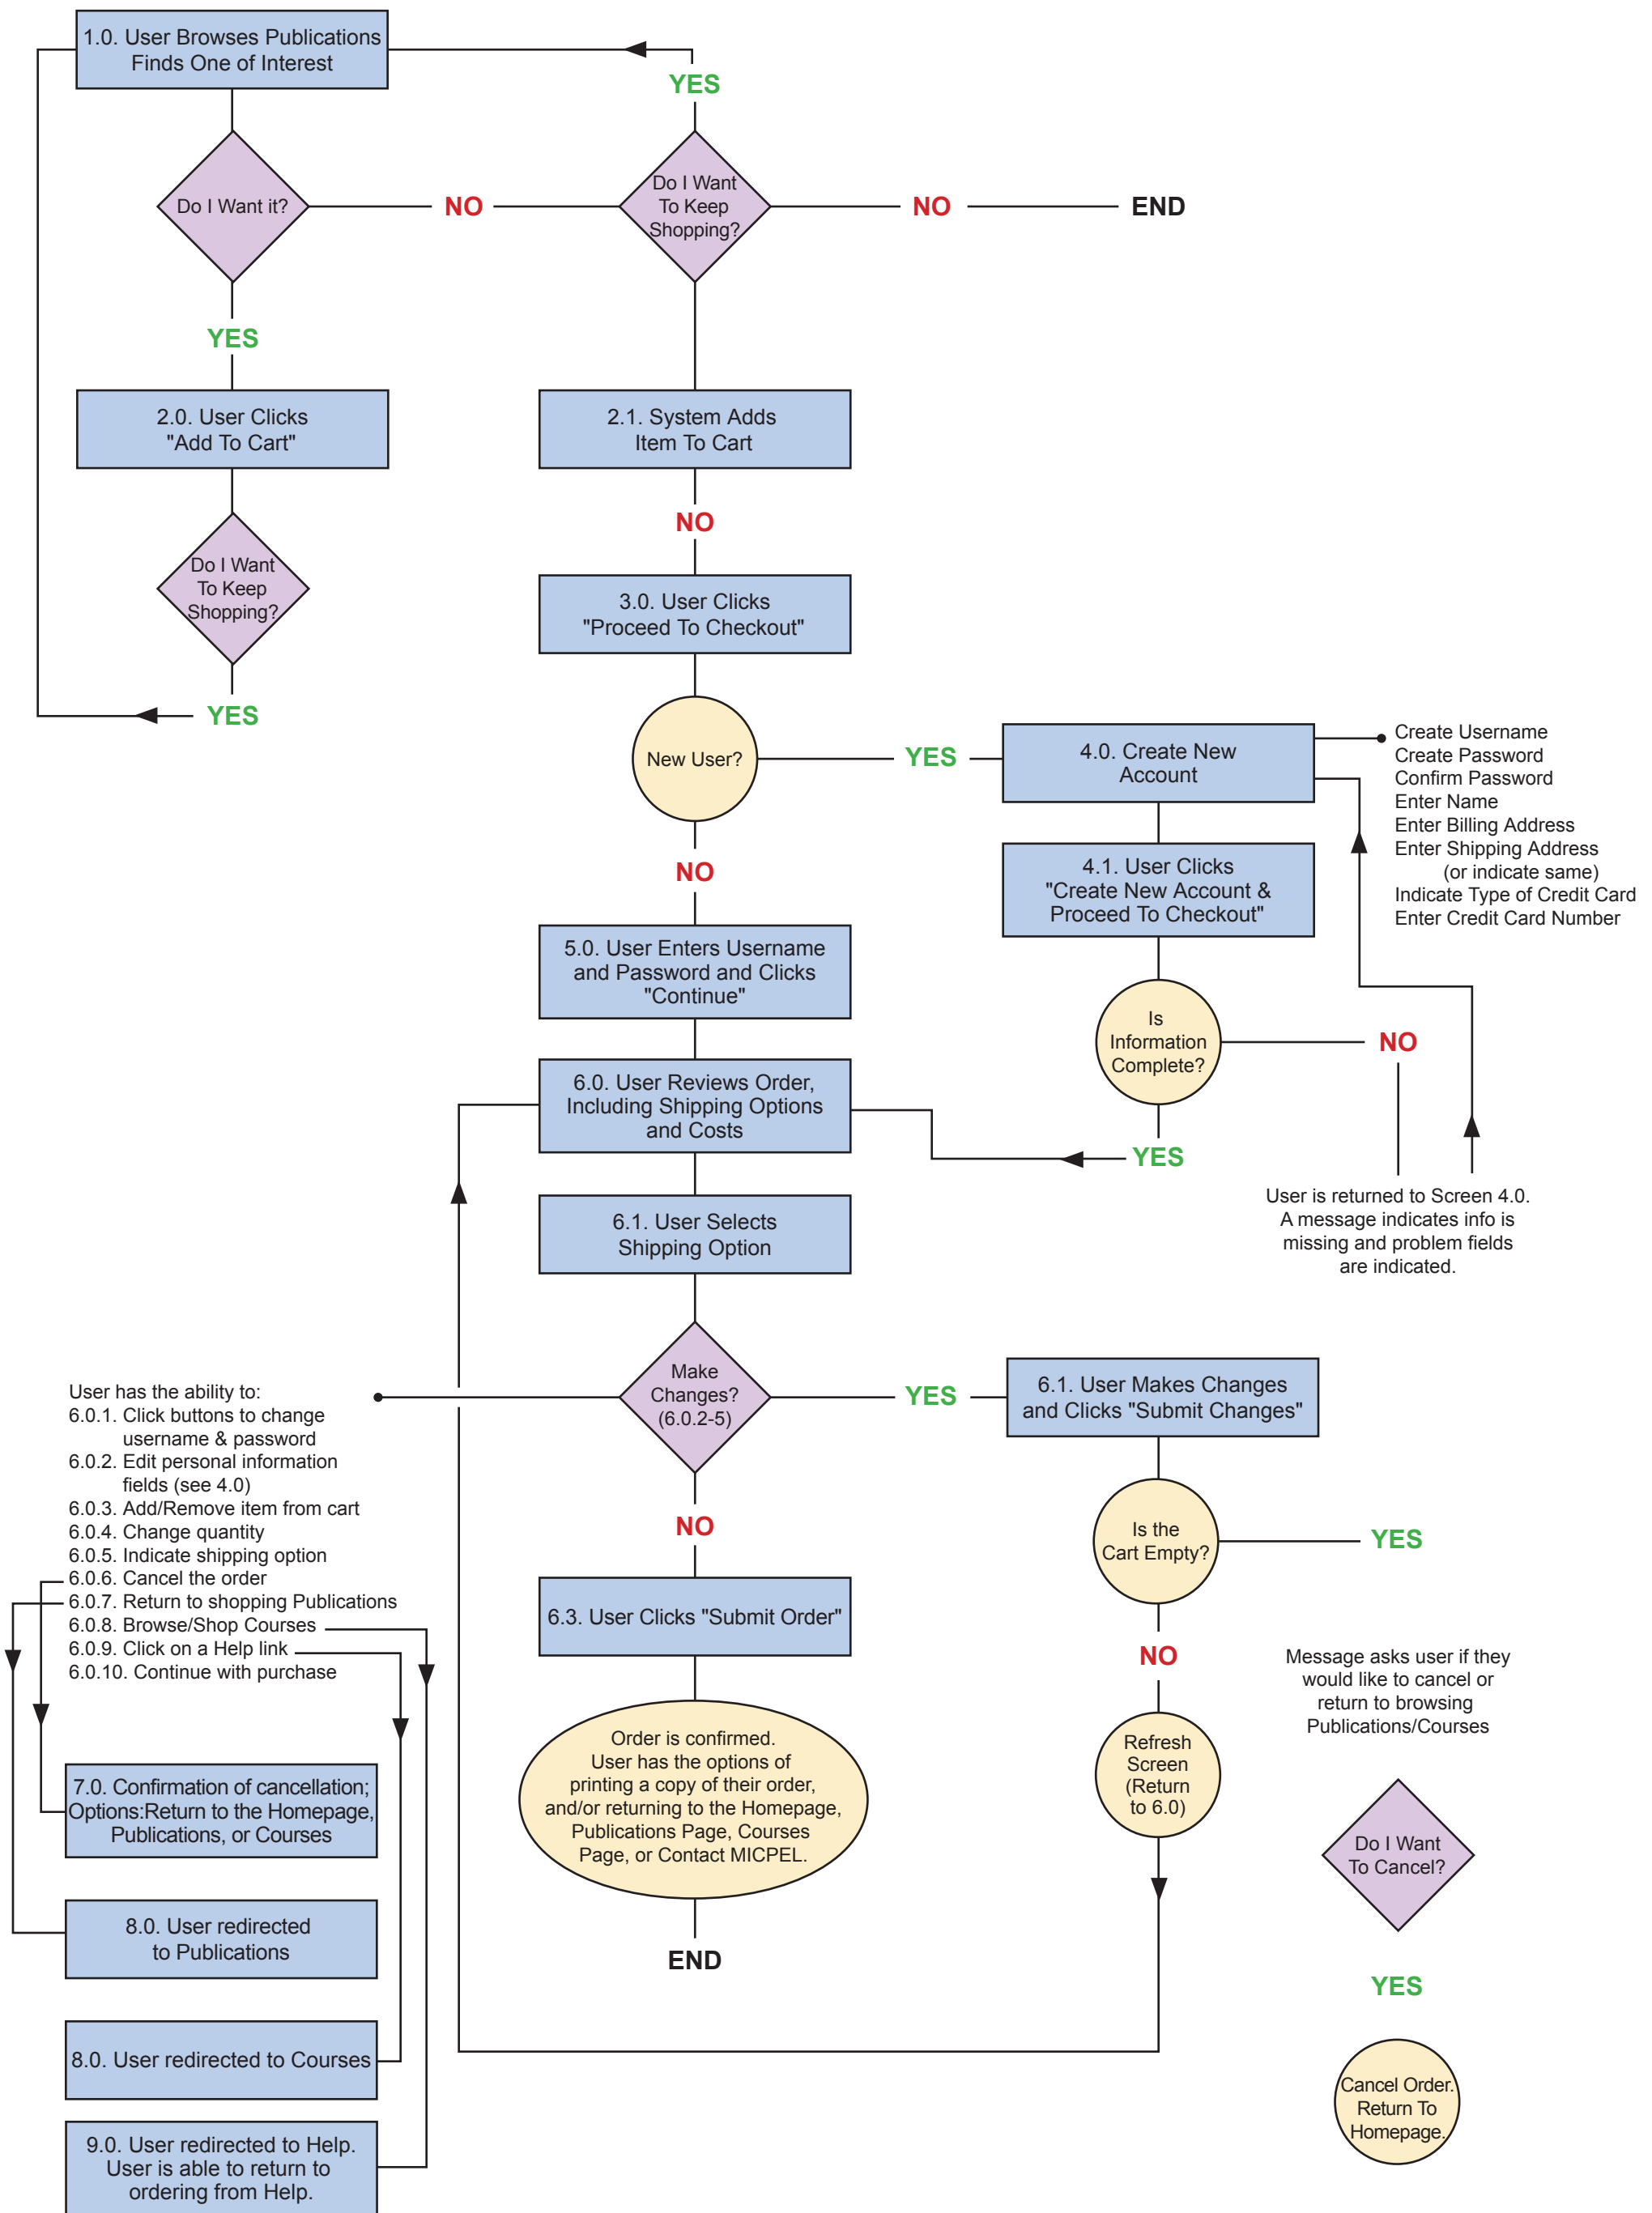 1.0. User Browses Publications
Finds One of Interest
YES
Do I Want it?
NO
Do I Want
To Keep
Shopping?
NO
END
YES
2.0. User Clicks
"Add To Cart"
2.1. System Adds
Item To Cart
NO
Do I Want
To Keep
Shopping?
YES
3.0. User Clicks
"Proceed To Checkout"
New User?
YES
4.0. Create New
Account
Create Username
Create Password
Confirm Password
Enter Name
Enter Billing Address
Enter Shipping Address
(or indicate same)
Indicate Type of Credit Card
Enter Credit Card Number
4.1. User Clicks
"Create New Account &
Proceed To Checkout"
NO
5.0. User Enters Username
and Password and Clicks
"Continue"
Is
Information
Complete?
NO
YES
6.0. User Reviews Order,
Including Shipping Options
and Costs
User is returned to Screen 4.0.
A message indicates info is
missing and problem fields
are indicated.
6.1. User Selects
Shipping Option
Make
Changes?
(6.0.2-5)
YES
6.1. User Makes Changes
and Clicks "Submit Changes"
User has the ability to:
6.0.1. Click buttons to change
username & password
6.0.2. Edit personal information
fields (see 4.0)
6.0.3. Add/Remove item from cart
6.0.4. Change quantity
6.0.5. Indicate shipping option
6.0.6. Cancel the order
6.0.7. Return to shopping Publications
6.0.8. Browse/Shop Courses
6.0.9. Click on a Help link
6.0.10. Continue with purchase
NO
Is the
Cart Empty?
YES
6.3. User Clicks "Submit Order"
NO
Message asks user if they
would like to cancel or
return to browsing
Publications/Courses
Order is confirmed.
User has the options of
printing a copy of their order,
and/or returning to the Homepage,
Publications Page, Courses
Page, or Contact MICPEL.
Refresh
Screen
(Return
to 6.0)
7.0. Confirmation of cancellation;
Options:Return to the Homepage,
Publications, or Courses
Do I Want
To Cancel?
8.0. User redirected
to Publications
END
YES
8.0. User redirected to Courses
Cancel Order.
Return To
Homepage.
9.0. User redirected to Help.
User is able to return to
ordering from Help.